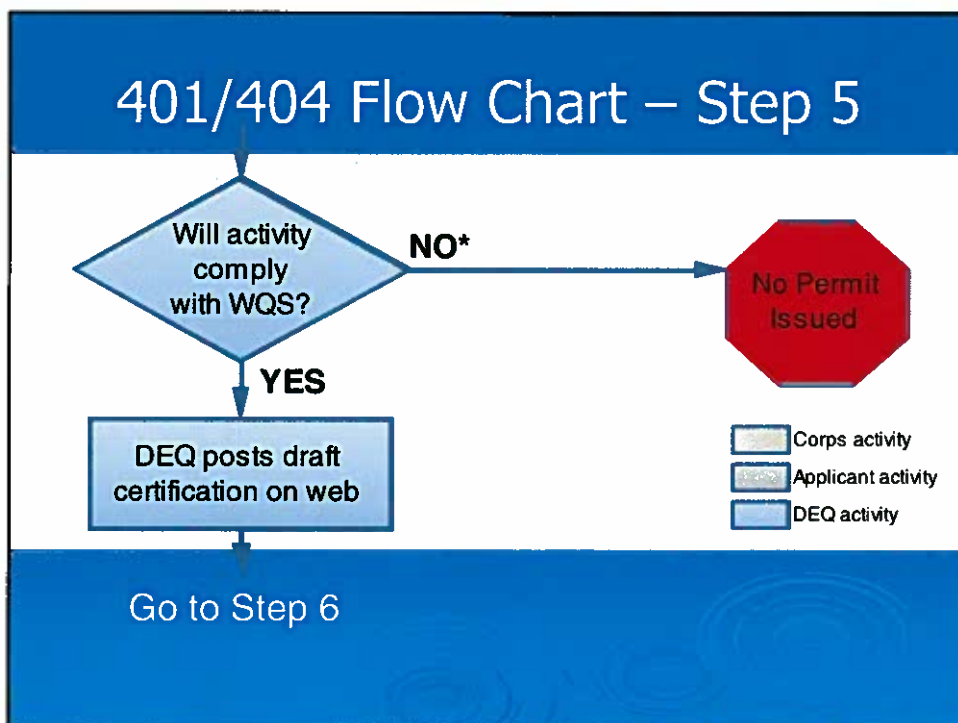 401/404 Flow Chart – Step 5
Will activity
comply
with WQS?
NO*
No Permit
Issued
YES
DEQ posts draft
certification on web
Corps activity
Applicant activity
DEQ activity
Go to Step 6